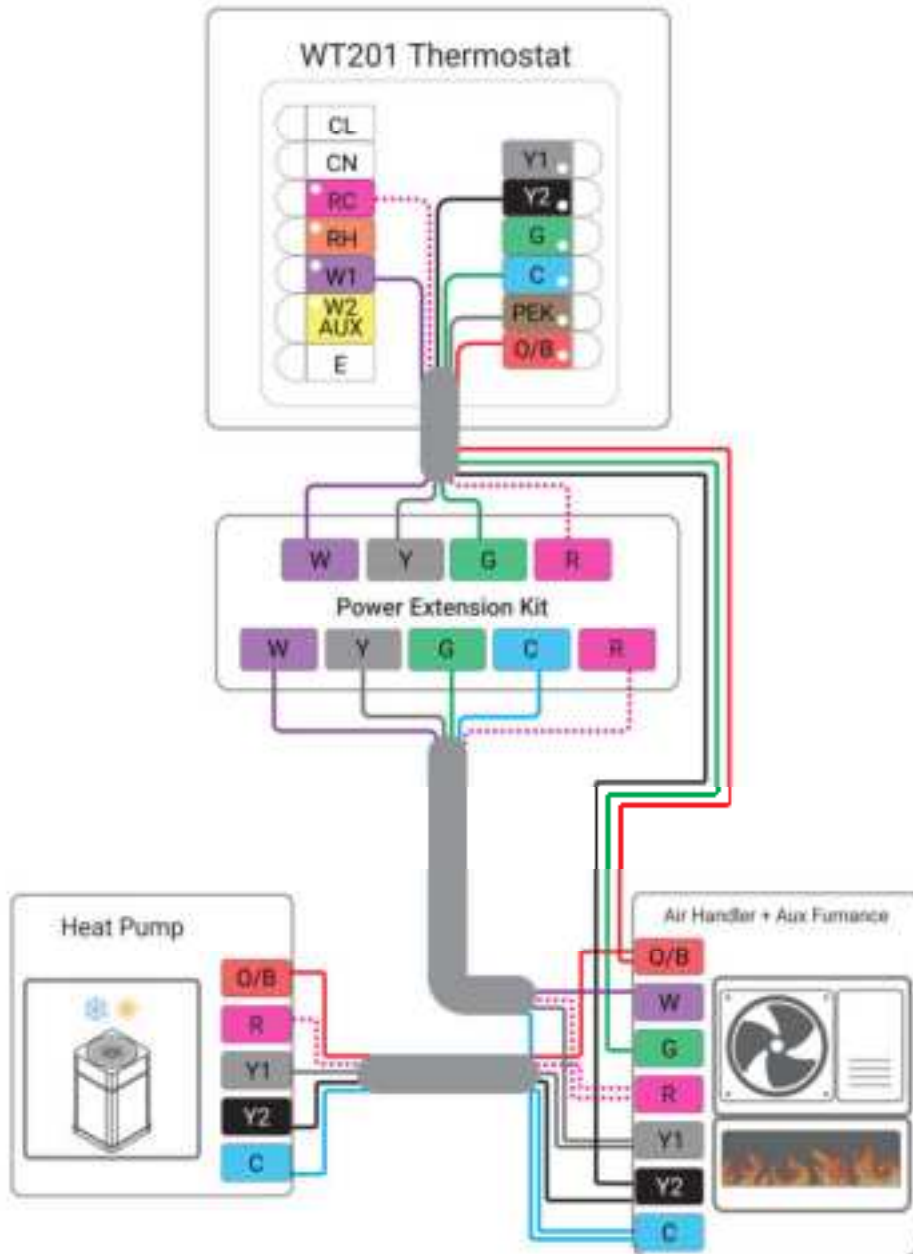 WT201 Thermostat
CL
CN
RC
RH
W1
W2
AUX
E
Y1
Y2
G
C
PEK
O/B
W Y G R
Power Extension Kit
W Y G C R
Heat Pump
O/B
R
Y1
Y2
C
Air Handler + Aux Furnance
O/B
W
G
R
Y1
Y2
C